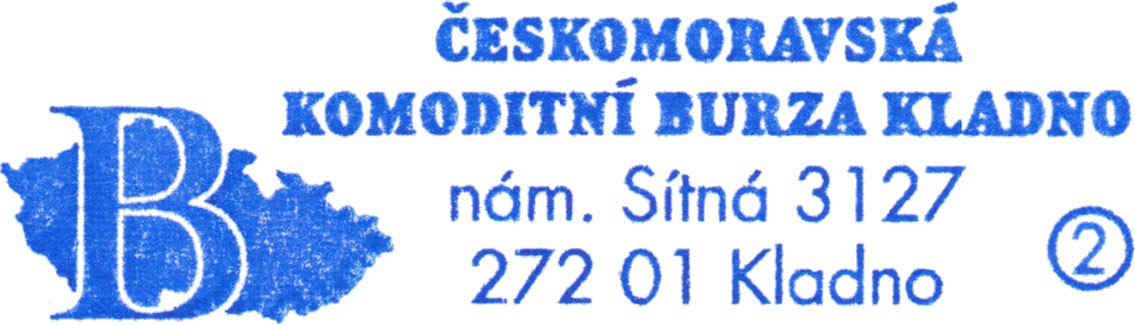 ČESKOMORAVSKÁ
KOMODITNÍ BURZA KLADNO
B
nám. Sítná 3127
272 01 Kladno
2